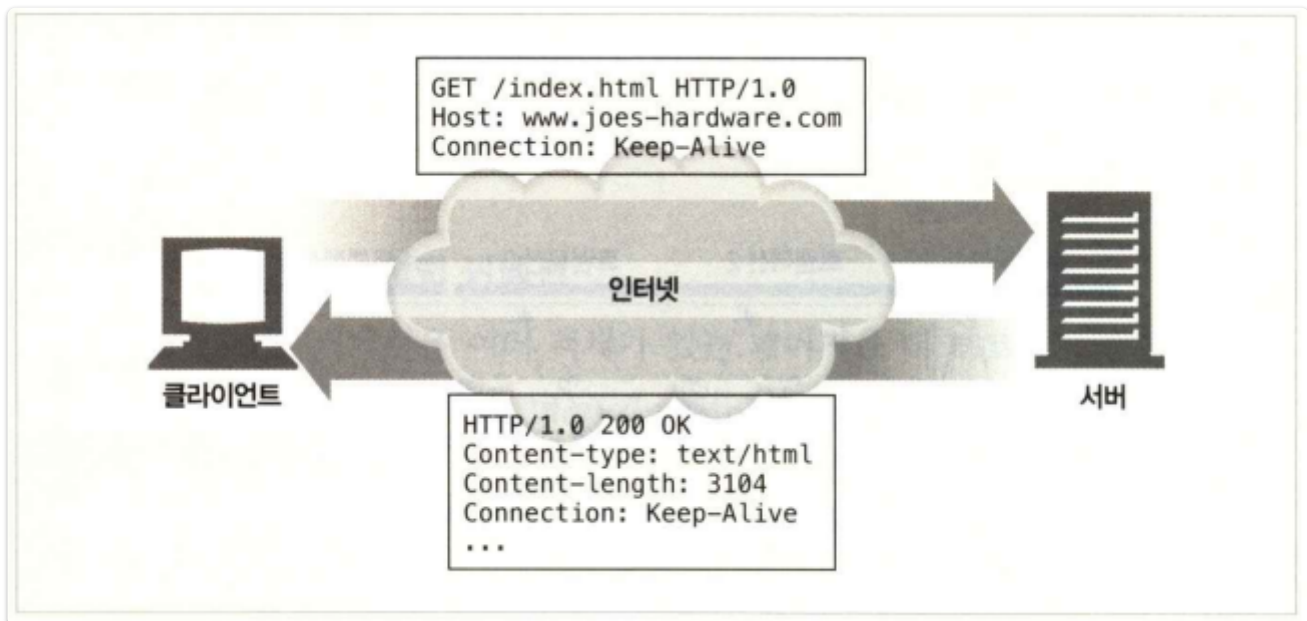 GET /index.html HTTP/1.0
Host: www.joes-hardware.com
Connection: Keep-Alive
인터넷
클라이언트
서버
HTTP/1.0 200 OK
Content-type: text/html
Content-length: 3104
Connection: Keep-Alive
...